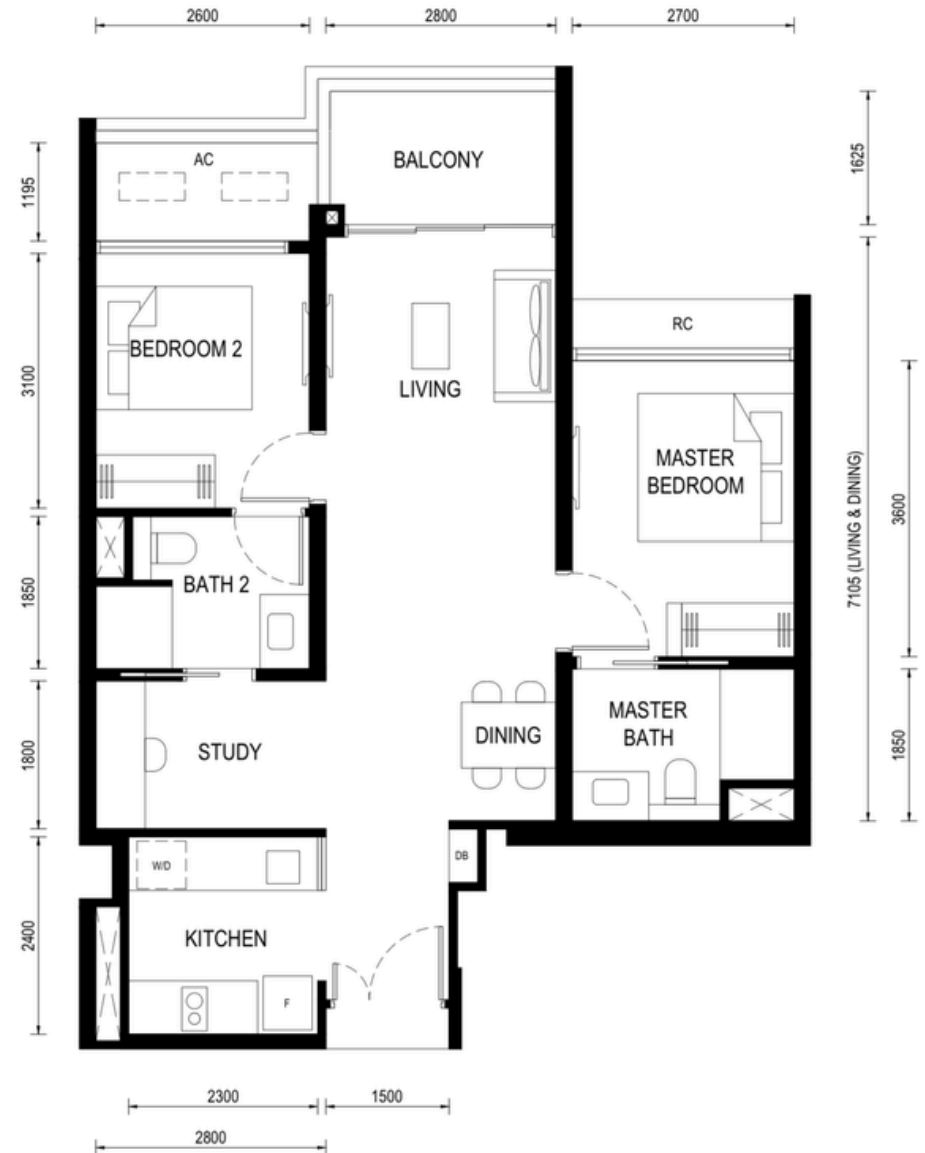 2600
2800
2700
AC
BALCONY
1195
1625
BEDROOM 2
3100
LIVING
RC
MASTER
BEDROOM
7105 (LIVING & DINING)
3600
BATH 2
1850
STUDY
1800
DINING
MASTER
BATH
1850
W/D
DB
KITCHEN
2400
F
2300
1500
2800